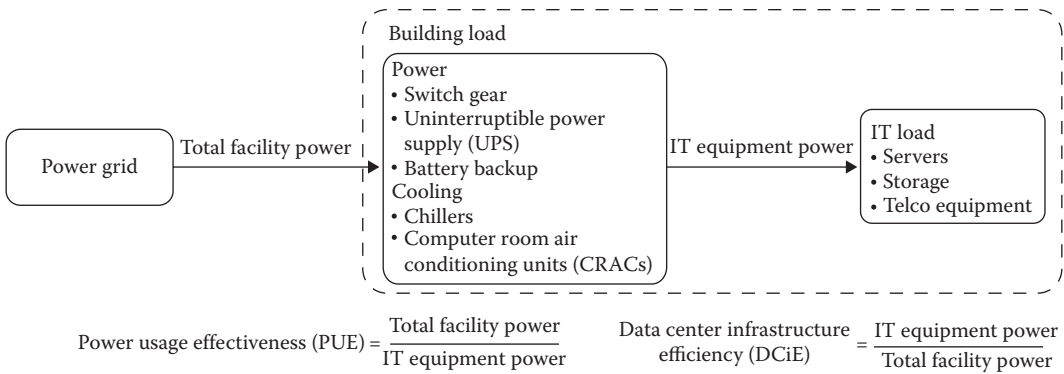 Building load
Power
• Switch gear
• Uninterruptible power
supply (UPS)
• Battery backup
Cooling
• Chillers
• Computer room air
conditioning units (CRACs)
Power grid
Total facility power
IT equipment power
IT load
• Servers
• Storage
• Telco equipment
Power usage effectiveness (PUE) =
Total facility power
IT equipment power
Data center infrastructure
efficiency (DCiE)
=
IT equipment power
Total facility power